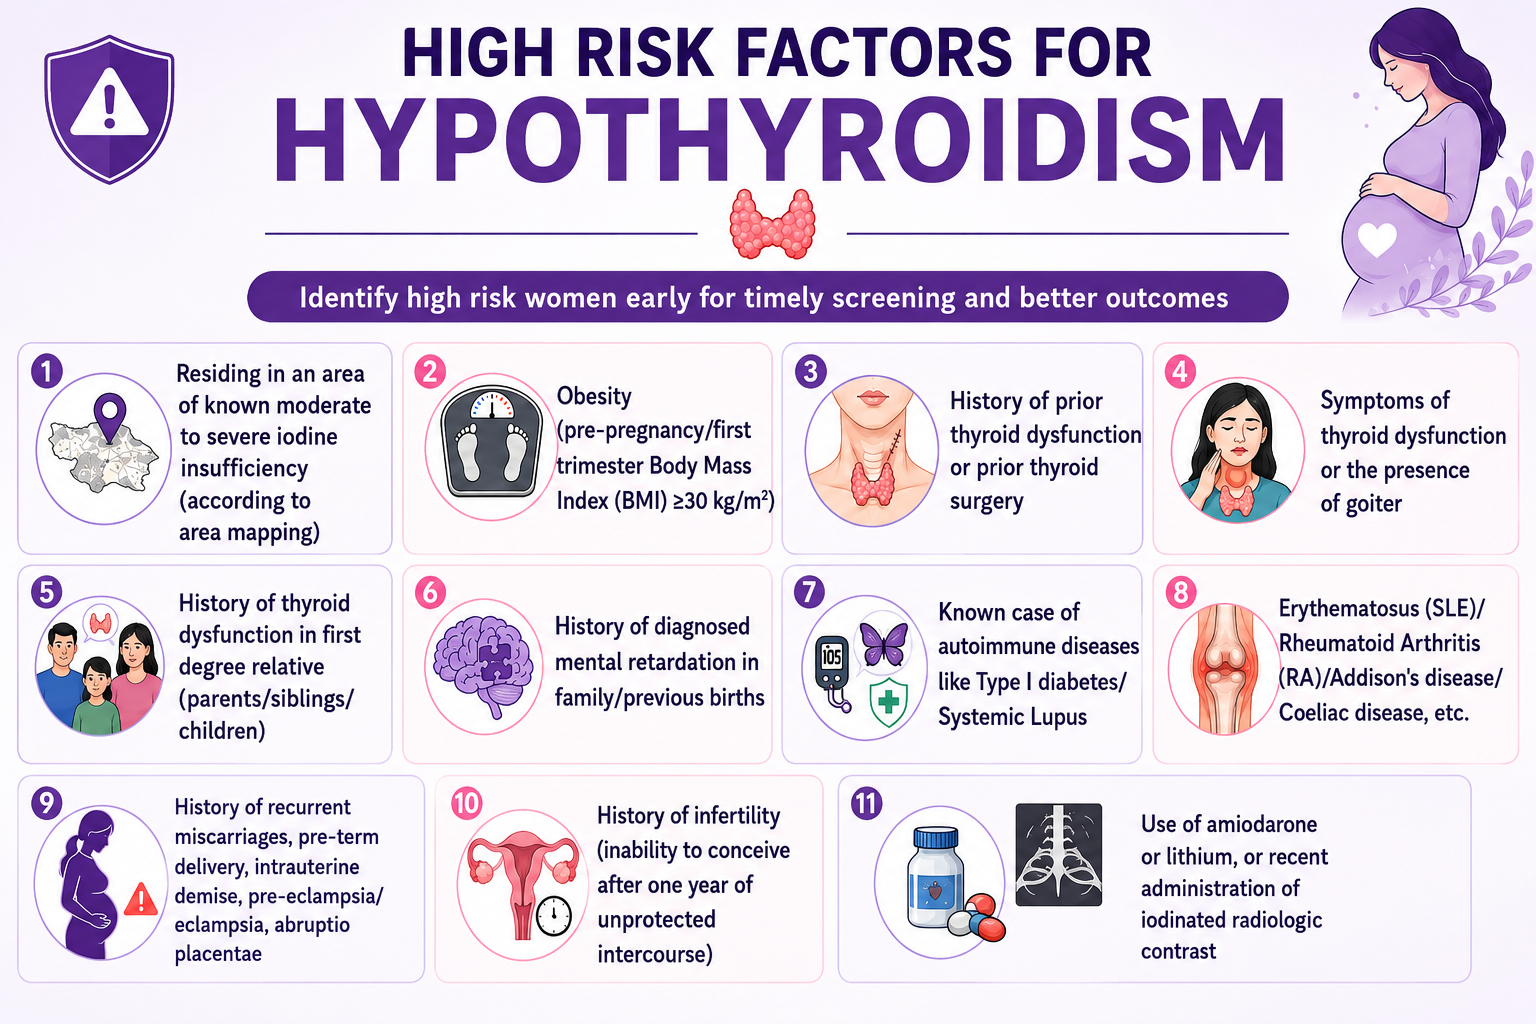 HIGH RISK FACTORS FOR
HYPOTHYROIDISM
Identify high risk women early for timely screening and better outcomes
1
Residing in an area
of known moderate
to severe iodine
insufficiency
(according to
area mapping)
2
Obesity
(pre-pregnancy/first
trimester Body Mass
Index (BMI) ≥30 kg/m²)
3
History of prior
thyroid dysfunction
or prior thyroid
surgery
4
Symptoms of
thyroid dysfunction
or the presence
of goiter
5
History of thyroid
dysfunction in first
degree relative
(parents/siblings/
children)
6
History of diagnosed
mental retardation in
family/previous births
7
105
Known case of
autoimmune diseases
like Type I diabetes/
Systemic Lupus
8
Erythematosus (SLE)/
Rheumatoid Arthritis
(RA)/Addison's disease/
Coeliac disease, etc.
9
History of recurrent
miscarriages, pre-term
delivery, intrauterine
demise, pre-eclampsia/
eclampsia, abruptio
placentae
10
History of infertility
(inability to conceive
after one year of
unprotected
intercourse)
11
Use of amiodarone
or lithium, or recent
administration of
iodinated radiologic
contrast